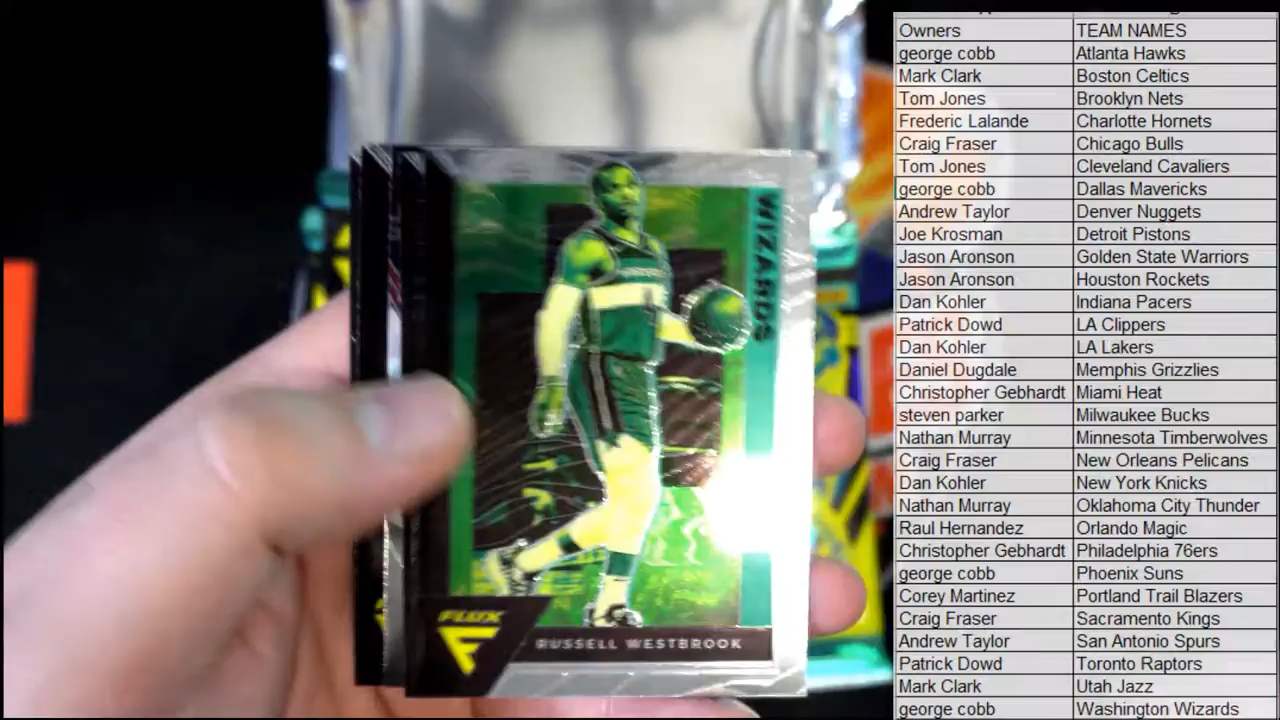 WIZARDS
FLUX
RUSSELL WESTBROOK
Owners TEAM NAMES
george cobb Atlanta Hawks
Mark Clark Boston Celtics
Tom Jones Brooklyn Nets
Frederic Lalande Charlotte Hornets
Craig Fraser Chicago Bulls
Tom Jones Cleveland Cavaliers
george cobb Dallas Mavericks
Andrew Taylor Denver Nuggets
Joe Krosman Detroit Pistons
Jason Aronson Golden State Warriors
Jason Aronson Houston Rockets
Dan Kohler Indiana Pacers
Patrick Dowd LA Clippers
Dan Kohler LA Lakers
Daniel Dugdale Memphis Grizzlies
Christopher Gebhardt Miami Heat
steven parker Milwaukee Bucks
Nathan Murray Minnesota Timberwolves
Craig Fraser New Orleans Pelicans
Dan Kohler New York Knicks
Nathan Murray Oklahoma City Thunder
Raul Hernandez Orlando Magic
Christopher Gebhardt Philadelphia 76ers
george cobb Phoenix Suns
Corey Martinez Portland Trail Blazers
Craig Fraser Sacramento Kings
Andrew Taylor San Antonio Spurs
Patrick Dowd Toronto Raptors
Mark Clark Utah Jazz
george cobb Washington Wizards